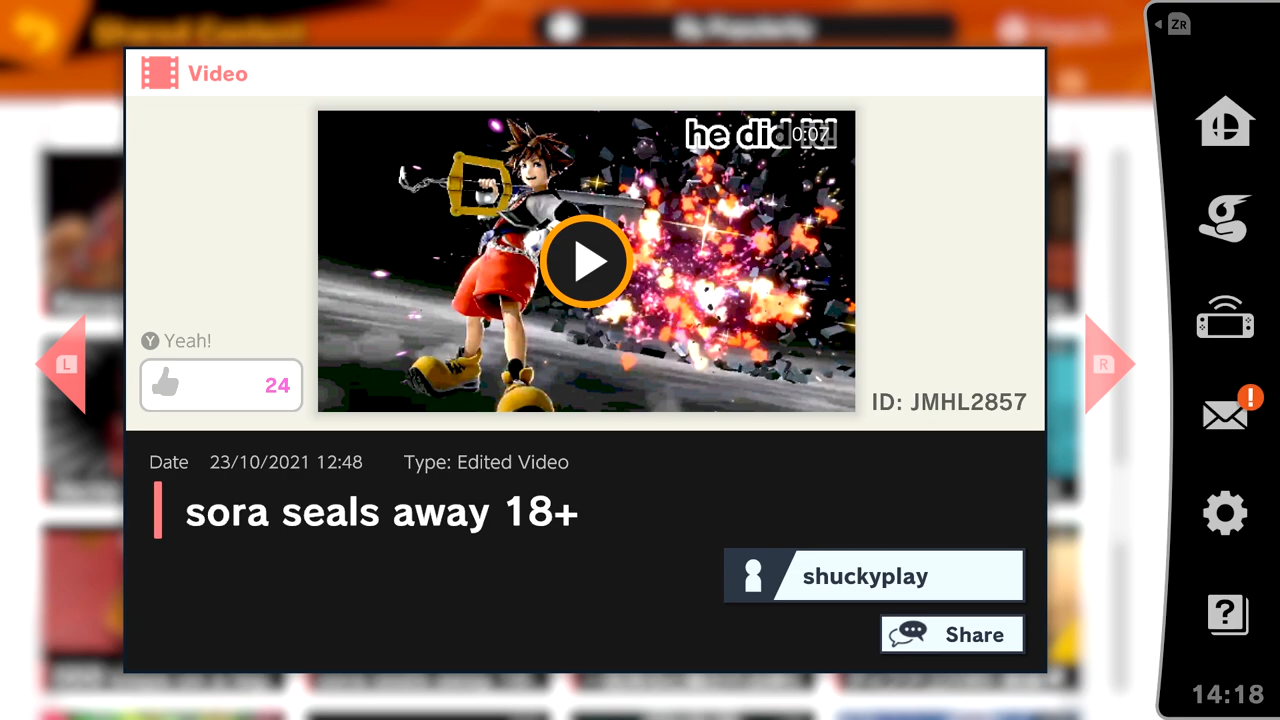 ZR
Video
he did it!
0:07
Y Yeah!
24
L
R
ID: JMHL2857
Date 23/10/2021 12:48 Type: Edited Video
sora seals away 18+
shuckyplay
Share
14:18